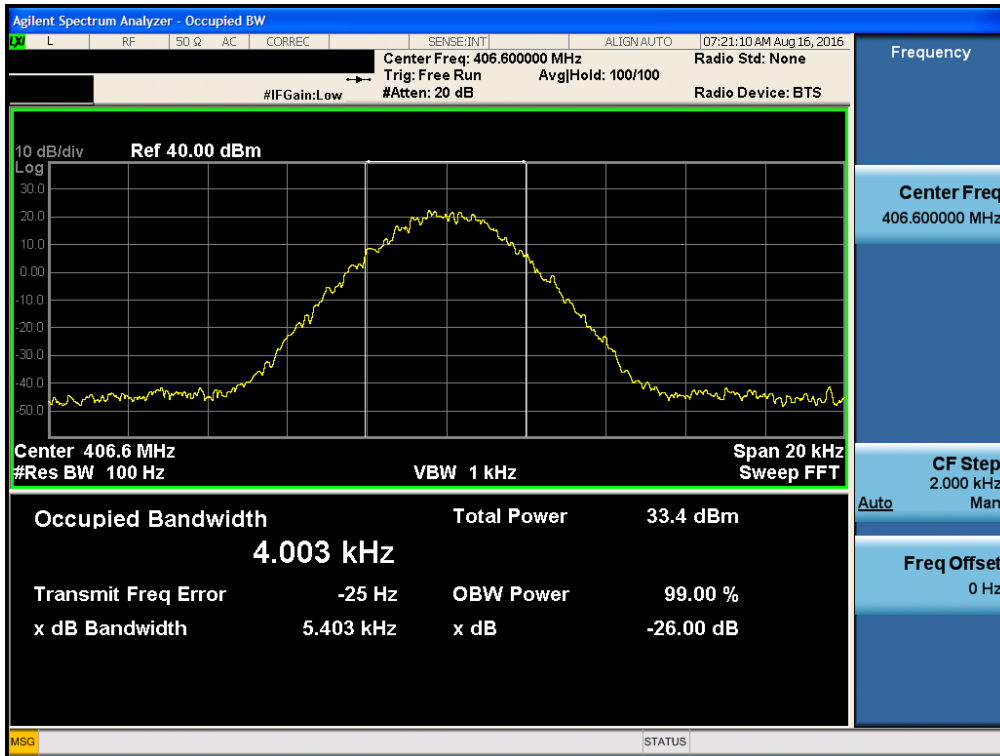 Agilent Spectrum Analyzer - Occupied BW
LXI L RF 50 Ω AC CORREC SENSE:INT ALIGN AUTO 07:21:10 AM Aug 16, 2016
Center Freq: 406.600000 MHz Radio Std: None
Trig: Free Run Avg|Hold: 100/100
#IFGain:Low #Atten: 20 dB Radio Device: BTS
Frequency
10 dB/div Ref 40.00 dBm
Log
30.0
20.0
10.0
0.00
-10.0
-20.0
-30.0
-40.0
-50.0
Center 406.6 MHz Span 20 kHz
#Res BW 100 Hz VBW 1 kHz Sweep FFT
Center Freq
406.600000 MHz
CF Step
2.000 kHz
Auto Man
Freq Offset
0 Hz
Occupied Bandwidth Total Power 33.4 dBm
4.003 kHz
Transmit Freq Error -25 Hz OBW Power 99.00 %
x dB Bandwidth 5.403 kHz x dB -26.00 dB
MSG STATUS